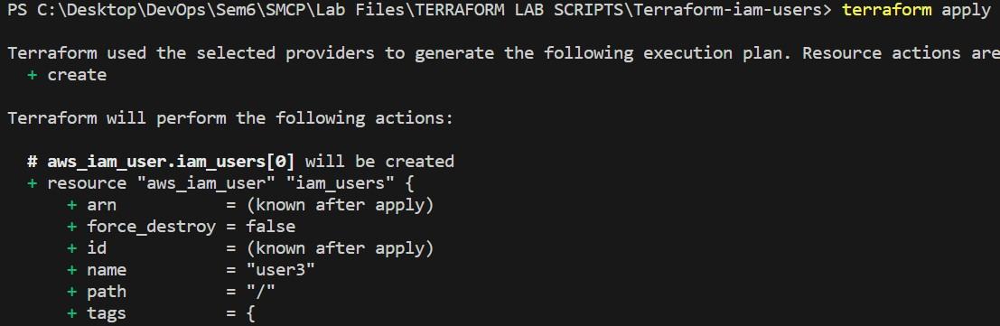 PS C:\Desktop\DevOps\Sem6\SMCP\Lab Files\TERRAFORM LAB SCRIPTS\Terraform-iam-users> terraform apply
Terraform used the selected providers to generate the following execution plan. Resource actions are
+ create
Terraform will perform the following actions:
# aws_iam_user.iam_users[0] will be created
+ resource "aws_iam_user" "iam_users" {
+ arn = (known after apply)
+ force_destroy = false
+ id = (known after apply)
+ name = "user3"
+ path = "/"
+ tags = {